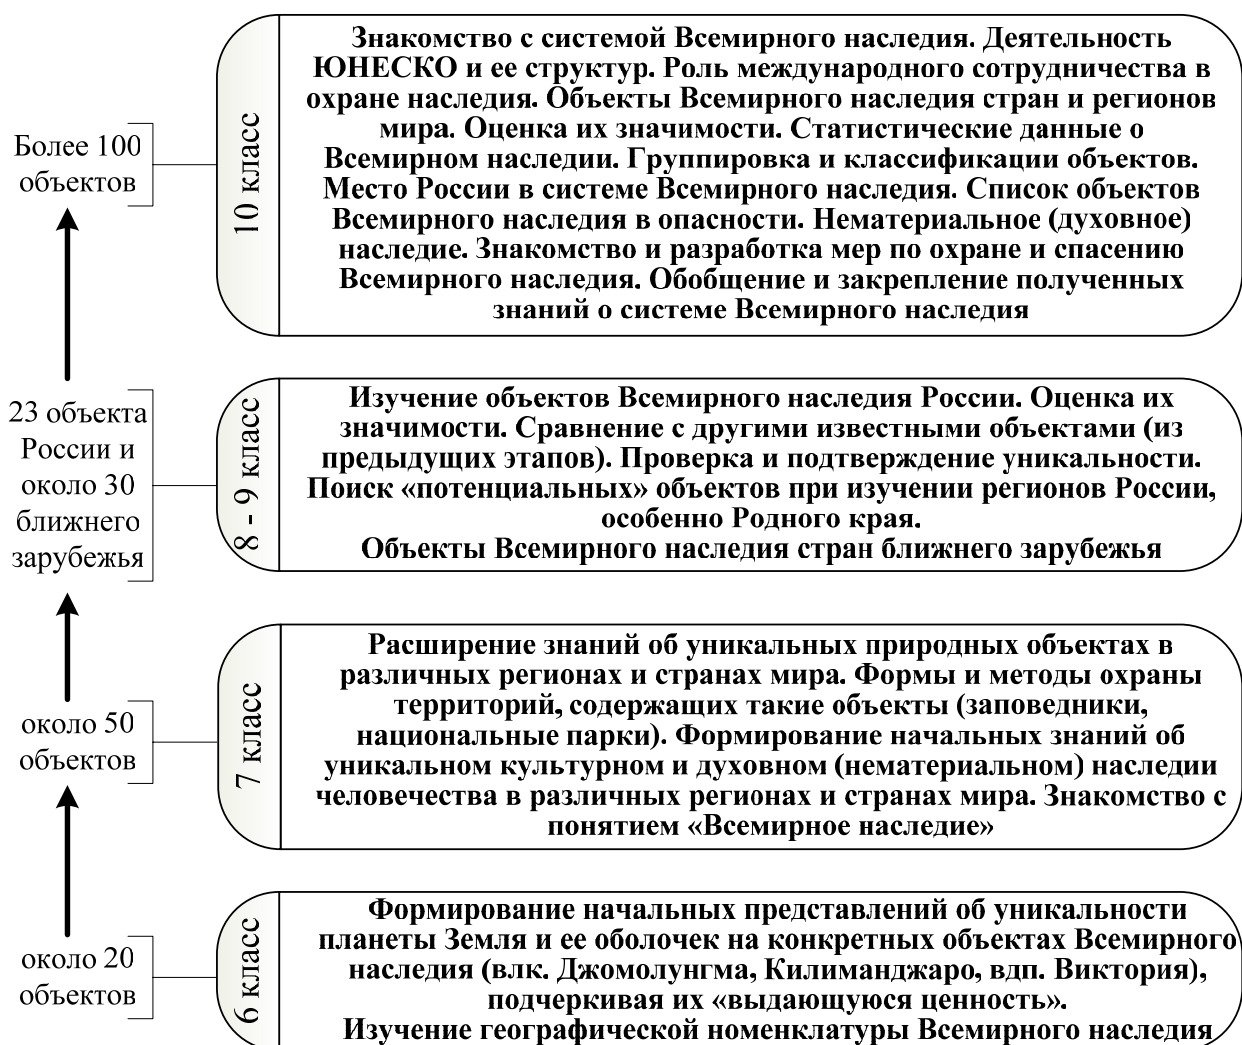 Более 100
объектов
10 класс
Знакомство с системой Всемирного наследия. Деятельность
ЮНЕСКО и ее структур. Роль международного сотрудничества в
охране наследия. Объекты Всемирного наследия стран и регионов
мира. Оценка их значимости. Статистические данные о
Всемирном наследии. Группировка и классификации объектов.
Место России в системе Всемирного наследия. Список объектов
Всемирного наследия в опасности. Нематериальное (духовное)
наследие. Знакомство и разработка мер по охране и спасению
Всемирного наследия. Обобщение и закрепление полученных
знаний о системе Всемирного наследия
23 объекта
России и
около 30
ближнего
зарубежья
8 - 9 класс
Изучение объектов Всемирного наследия России. Оценка их
значимости. Сравнение с другими известными объектами (из
предыдущих этапов). Проверка и подтверждение уникальности.
Поиск «потенциальных» объектов при изучении регионов России,
особенно Родного края.
Объекты Всемирного наследия стран ближнего зарубежья
около 50
объектов
7 класс
Расширение знаний об уникальных природных объектах в
различных регионах и странах мира. Формы и методы охраны
территорий, содержащих такие объекты (заповедники,
национальные парки). Формирование начальных знаний об
уникальном культурном и духовном (нематериальном) наследии
человечества в различных регионах и странах мира. Знакомство с
понятием «Всемирное наследие»
около 20
объектов
6 класс
Формирование начальных представлений об уникальности
планеты Земля и ее оболочек на конкретных объектах Всемирного
наследия (влк. Джомолунгма, Килиманджаро, вдп. Виктория),
подчеркивая их «выдающуюся ценность».
Изучение географической номенклатуры Всемирного наследия